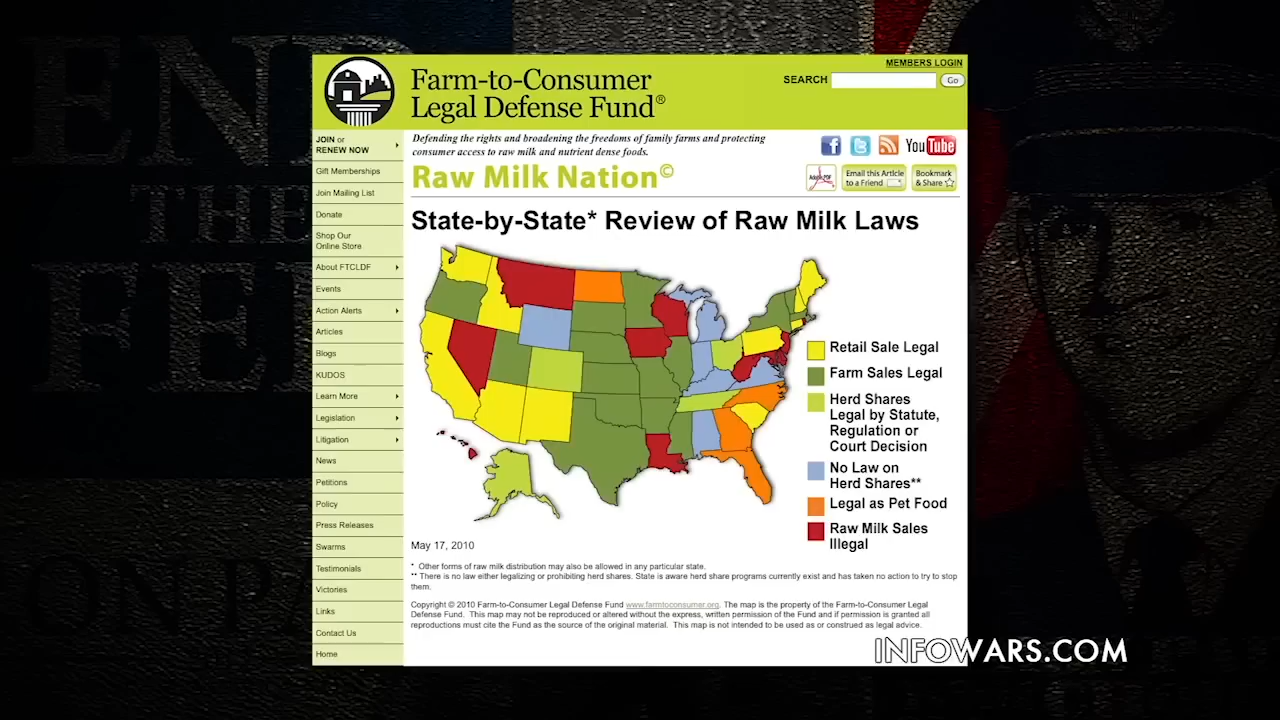 END
THE
FED
MEMBERS LOGIN
Farm-to-Consumer
Legal Defense Fund®
SEARCH
Go
JOIN or
RENEW NOW
Gift Memberships
Join Mailing List
Donate
Shop Our
Online Store
About FTCLDF
Events
Action Alerts
Articles
Blogs
KUDOS
Learn More
Legislation
Litigation
News
Petitions
Policy
Press Releases
Swarms
Testimonials
Victories
Links
Contact Us
Home
Defending the rights and broadening the freedoms of family farms and protecting
consumer access to raw milk and nutrient dense foods.
You Tube
Raw Milk Nation©
Adobe PDF
Email this Article
to a Friend
Bookmark
& Share
State-by-State* Review of Raw Milk Laws
Retail Sale Legal
Farm Sales Legal
Herd Shares
Legal by Statute,
Regulation or
Court Decision
No Law on
Herd Shares**
Legal as Pet Food
Raw Milk Sales
Illegal
May 17, 2010
* Other forms of raw milk distribution may also be allowed in any particular state.
** There is no law either legalizing or prohibiting herd shares. State is aware herd share programs currently exist and has taken no action to try to stop
them.
Copyright © 2010 Farm-to-Consumer Legal Defense Fund www.farmtoconsumer.org. The map is the property of the Farm-to-Consumer Legal
Defense Fund. This map may not be reproduced or altered without the express, written permission of the Fund and if permission is granted all
reproductions must cite the Fund as the source of the original material. This map is not intended to be used as or construed as legal advice.
INFOWARS.COM